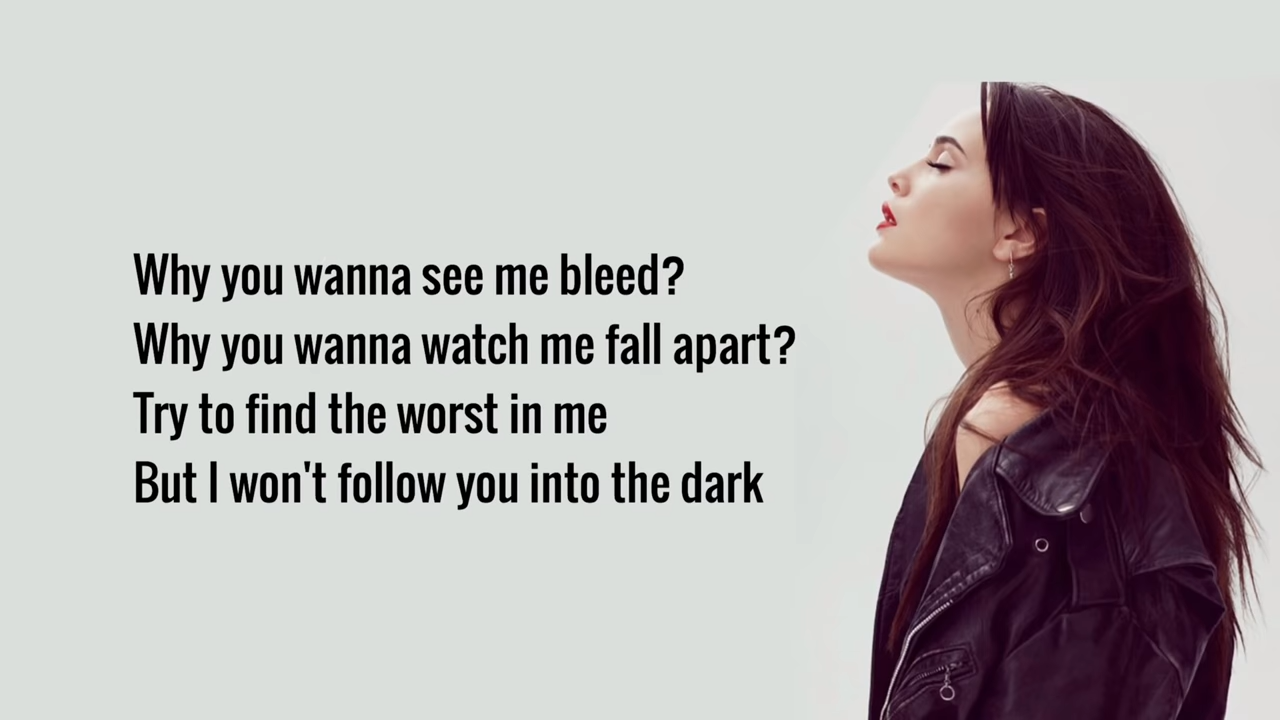 Why you wanna see me bleed?
Why you wanna watch me fall apart?
Try to find the worst in me
But I won't follow you into the dark